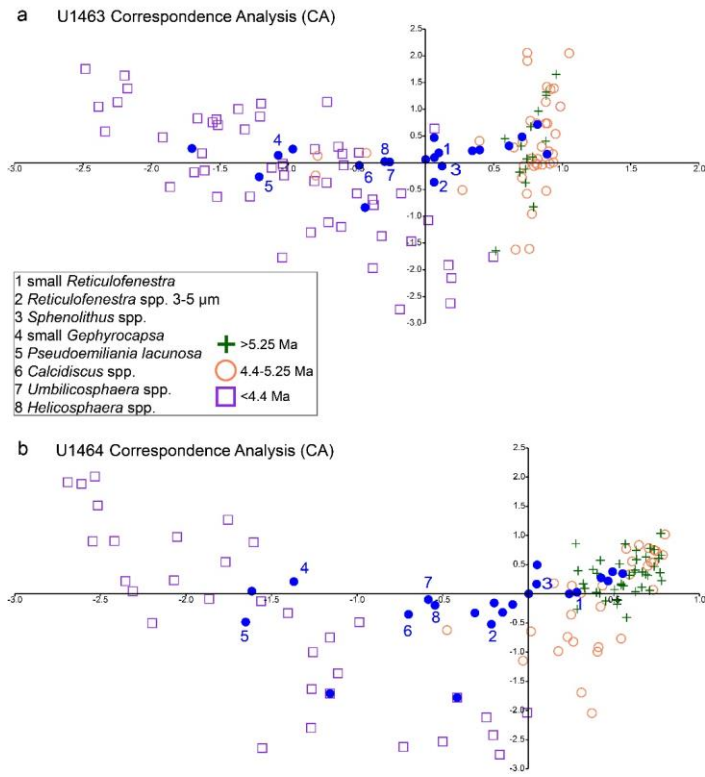 a U1463 Correspondence Analysis (CA)
2.5
2.0
1.5
1.0
0.5
-3.0 -2.5 -2.0 -1.5 -1.0 -0.5 0.5 1.0 1.5 2.0
-0.5
-1.0
-1.5
-2.0
-2.5
-3.0
4
5
8
6
7
1
3
2
1 small Reticulofenestra
2 Reticulofenestra spp. 3-5 µm
3 Sphenolithus spp.
4 small Gephyrocapsa
5 Pseudoemiliania lacunosa
6 Calcidiscus spp.
7 Umbilicosphaera spp.
8 Helicosphaera spp.
>5.25 Ma
4.4-5.25 Ma
<4.4 Ma
b U1464 Correspondence Analysis (CA)
2.5
2.0
1.5
1.0
0.5
-3.0 -2.5 -2.0 -1.5 -1.0 -0.5 0.5 1.0
-0.5
-1.0
-1.5
-2.0
-2.5
-3.0
4
5
7
8
6
2
3
1